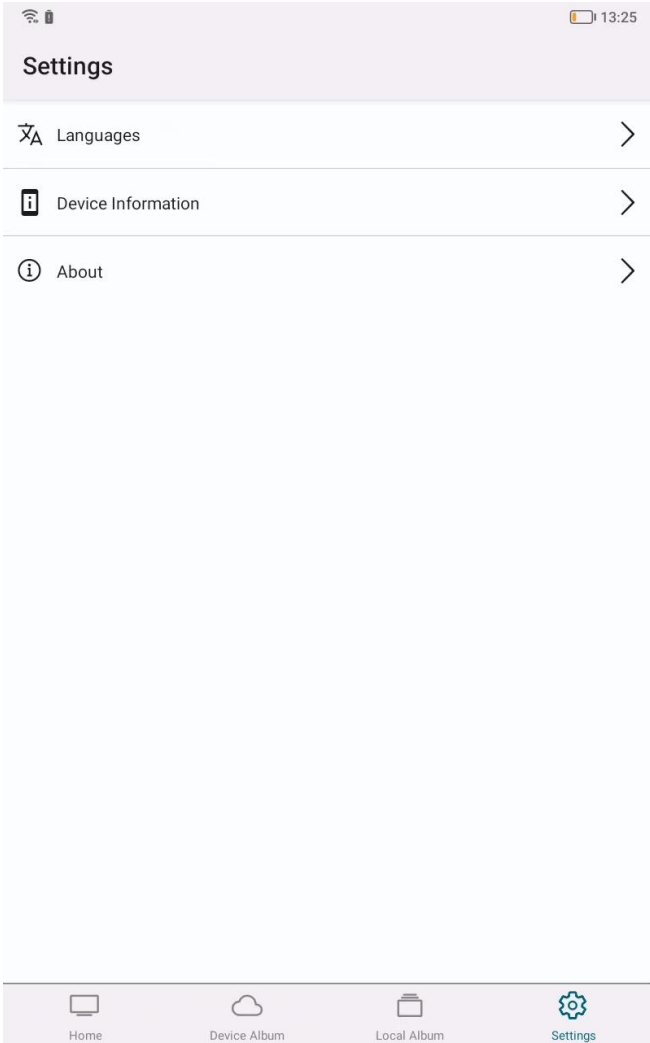 13:25
Settings
Languages
Device Information
About
Home
Device Album
Local Album
Settings